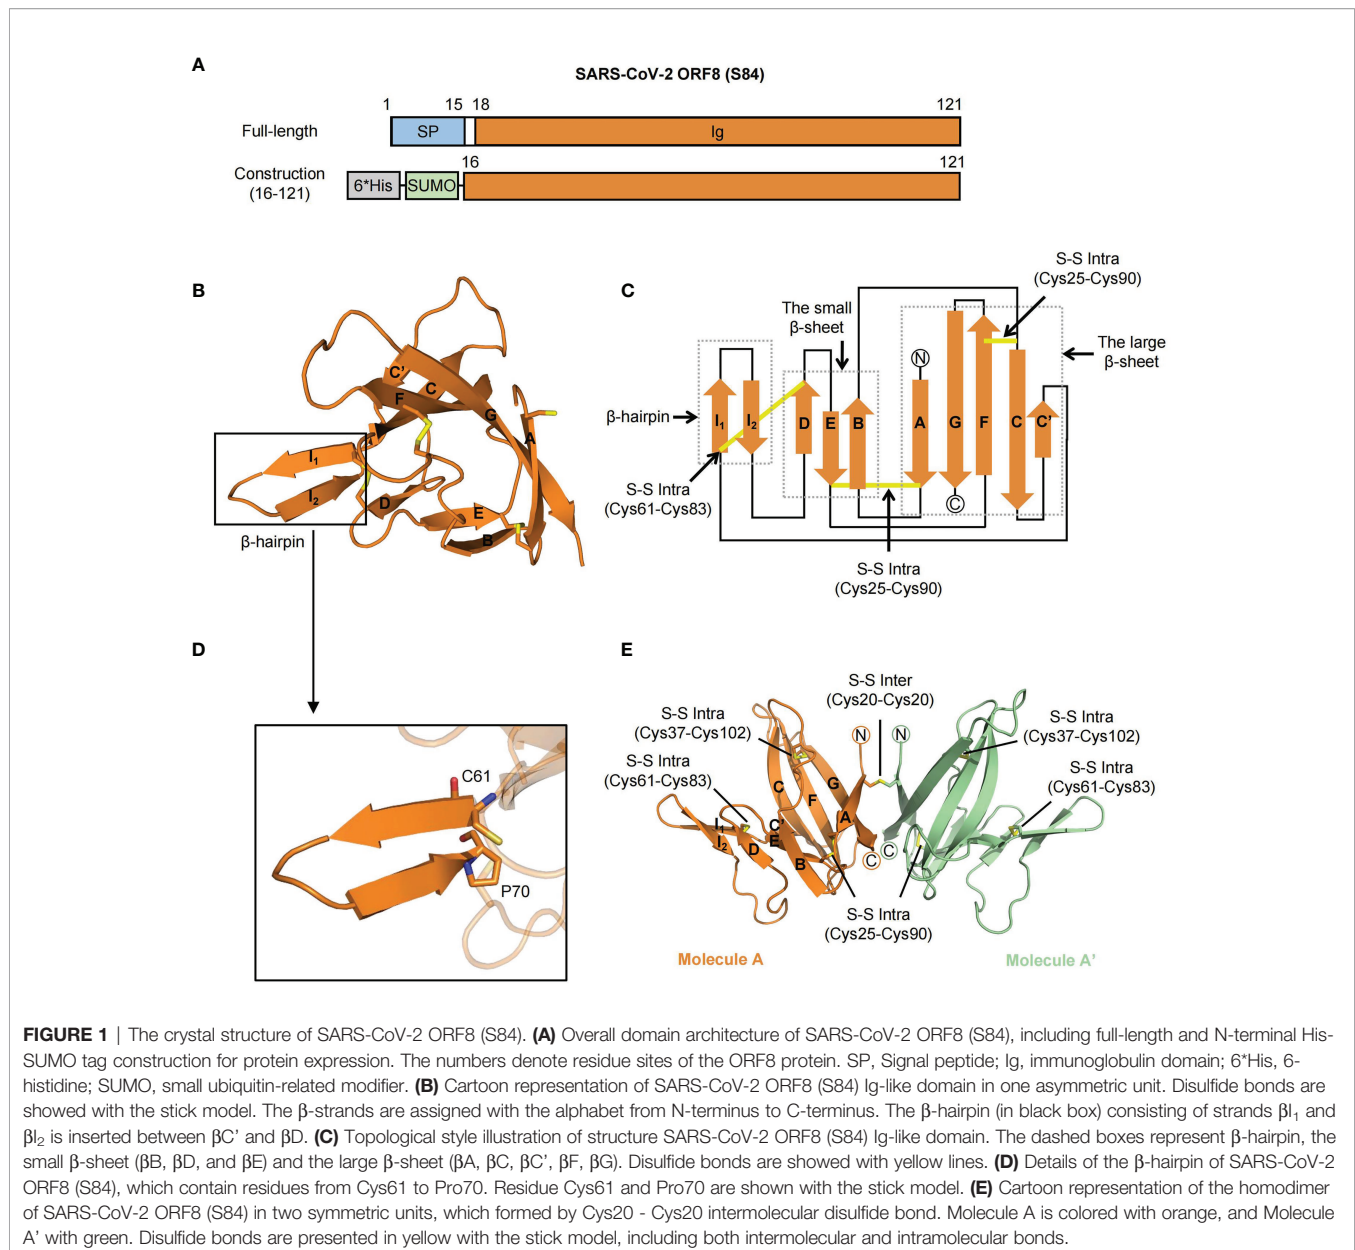 A
SARS-CoV-2 ORF8 (S84)
1 15 18 121
Full-length SP Ig
16 121
Construction
(16-121)
6*His SUMO
B
C'
C
F
G
A
I1
I2
D
E
B
β-hairpin
C
S-S Intra
(Cys25-Cys90)
The small
β-sheet
The large
β-sheet
N
β-hairpin
I1 I2 D E B A G F C C'
C
S-S Intra
(Cys61-Cys83)
S-S Intra
(Cys25-Cys90)
D
C61
P70
E
S-S Inter
(Cys20-Cys20)
S-S Intra
(Cys37-Cys102)
N N
S-S Intra
(Cys37-Cys102)
S-S Intra
(Cys61-Cys83)
S-S Intra
(Cys61-Cys83)
C
G
F
A
I1
I2
C'
E
D
B
C C
S-S Intra
(Cys25-Cys90)
Molecule A
Molecule A'
FIGURE 1 | The crystal structure of SARS-CoV-2 ORF8 (S84). (A) Overall domain architecture of SARS-CoV-2 ORF8 (S84), including full-length and N-terminal His-
SUMO tag construction for protein expression. The numbers denote residue sites of the ORF8 protein. SP, Signal peptide; Ig, immunoglobulin domain; 6*His, 6-
histidine; SUMO, small ubiquitin-related modifier. (B) Cartoon representation of SARS-CoV-2 ORF8 (S84) Ig-like domain in one asymmetric unit. Disulfide bonds are
showed with the stick model. The β-strands are assigned with the alphabet from N-terminus to C-terminus. The β-hairpin (in black box) consisting of strands βI1 and
βI2 is inserted between βC' and βD. (C) Topological style illustration of structure SARS-CoV-2 ORF8 (S84) Ig-like domain. The dashed boxes represent β-hairpin, the
small β-sheet (βB, βD, and βE) and the large β-sheet (βA, βC, βC', βF, βG). Disulfide bonds are showed with yellow lines. (D) Details of the β-hairpin of SARS-CoV-2
ORF8 (S84), which contain residues from Cys61 to Pro70. Residue Cys61 and Pro70 are shown with the stick model. (E) Cartoon representation of the homodimer
of SARS-CoV-2 ORF8 (S84) in two symmetric units, which formed by Cys20 - Cys20 intermolecular disulfide bond. Molecule A is colored with orange, and Molecule
A' with green. Disulfide bonds are presented in yellow with the stick model, including both intermolecular and intramolecular bonds.